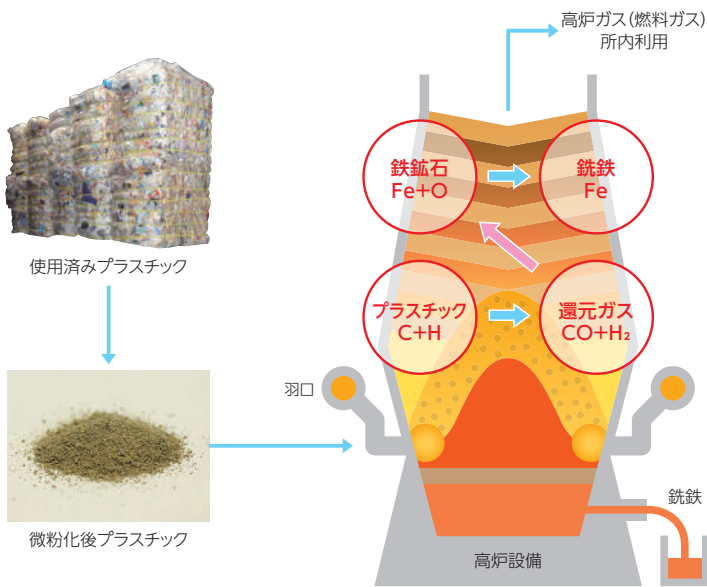 高炉ガス(燃料ガス)
所内利用
鉄鉱石
Fe+O
銑鉄
Fe
使用済みプラスチック
プラスチック
C+H
還元ガス
CO+H₂
羽口
微粉化後プラスチック
銑鉄
高炉設備